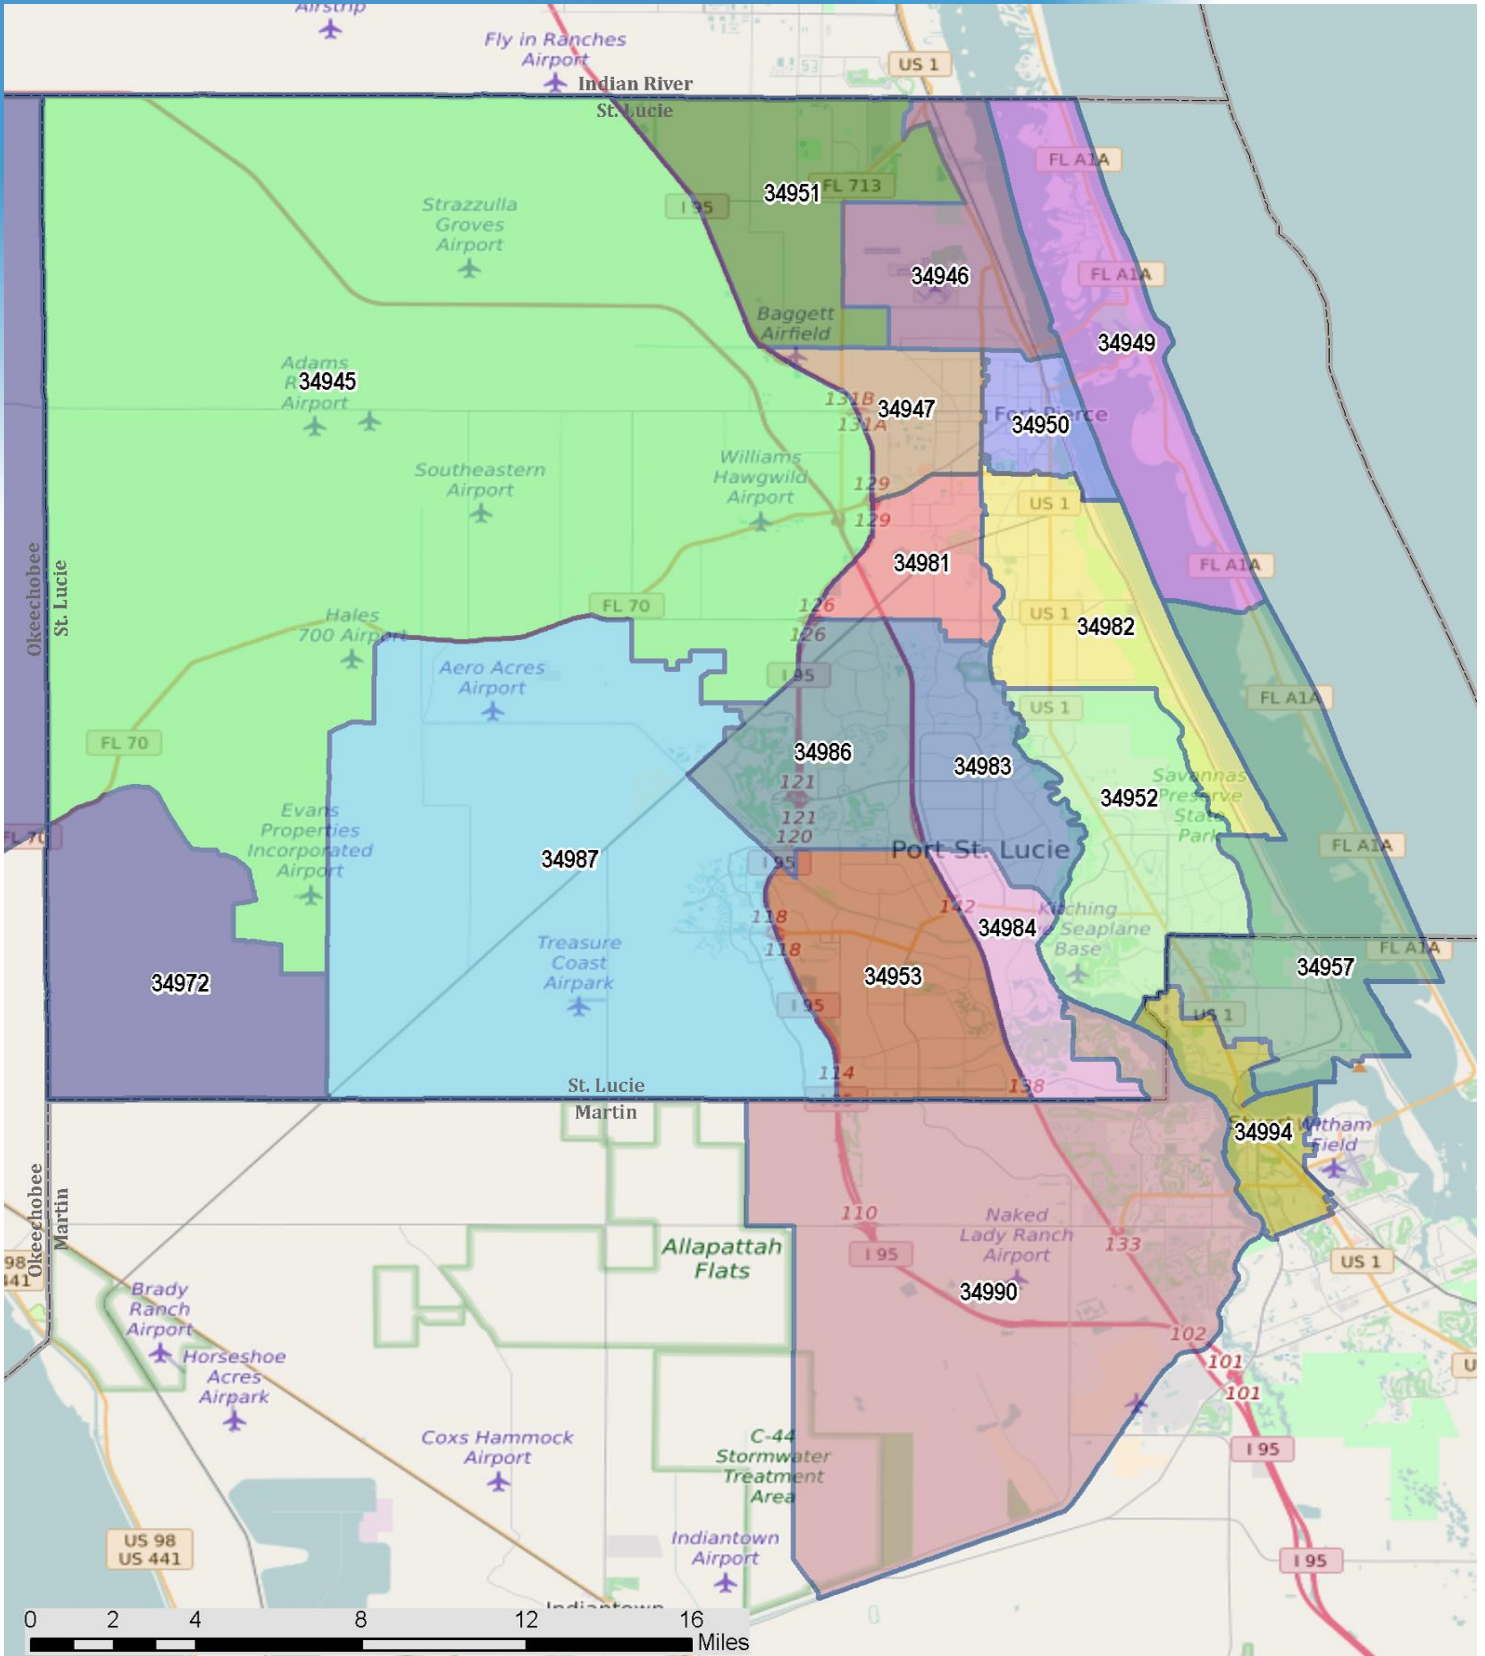 Airstrip
Fly in Ranches
Airport
US 1
Indian River
St. Lucie
FL A1A
34951
FL 713
I 95
Strazzulla
Groves
Airport
34946
FL A1A
Baggett
Airfield
34949
Adams
34945
Airport
131B
131A
34947
Fort Pierce
34950
Williams
Hawgwild
Airport
Southeastern
Airport
129
129
US 1
34981
FL A1A
Okeechobee
St. Lucie
FL 70
126
126
US 1
34982
Hales
700 Airport
Aero Acres
Airport
I 95
US 1
FL A1A
FL 70
34986
34983
121
121
120
34952
Savannas
Preserve
State
Park
FL 70
Evans
Properties
Incorporated
Airport
34987
I 95
Port St. Lucie
FL A1A
118
118
142
34984
Kitching
Seaplane
Base
FL A1A
Treasure
Coast
Airpark
34972
34953
34957
I 95
US 1
114
138
St. Lucie
Martin
34994
Witham
Field
Okeechobee
Martin
110
I 95
Naked
Lady Ranch
Airport
133
Allapattah
Flats
US 1
98
441
34990
Brady
Ranch
Airport
102
101
101
Horseshoe
Acres
Airpark
Coxs Hammock
Airport
C-44
Stormwater
Treatment
Area
I 95
US 98
US 441
Indiantown
Airport
I 95
Indiantown
0 2 4 8 12 16
Miles